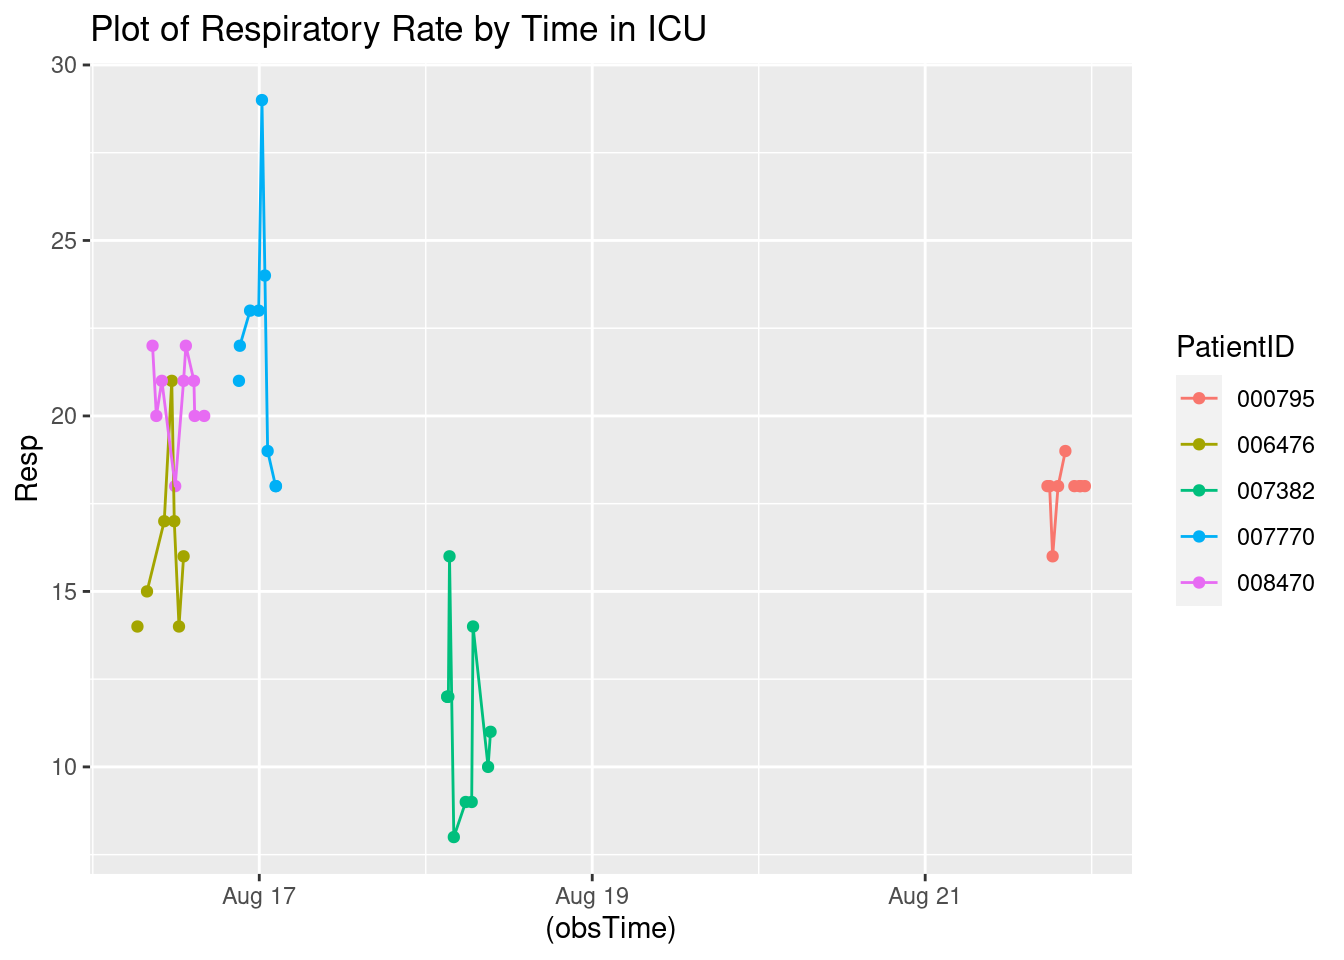 Plot of Respiratory Rate by Time in ICU
30
25
20
15
10
Resp
Aug 17
Aug 19
Aug 21
(obsTime)
PatientID
000795
006476
007382
007770
008470